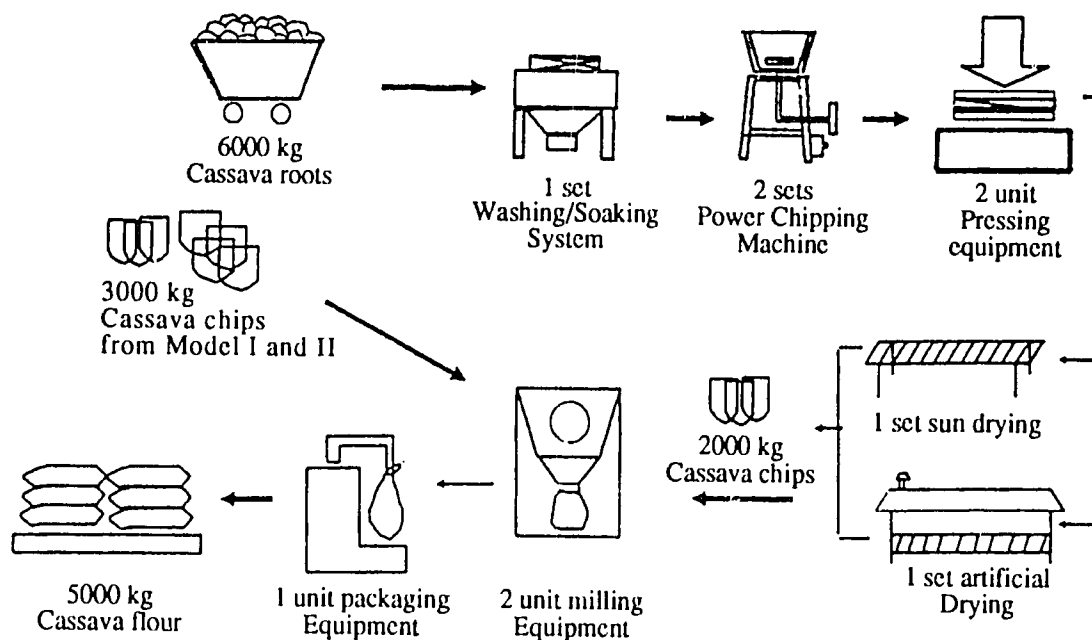 6000 kg
Cassava roots
1 set
Washing/Soaking
System
2 sets
Power Chipping
Machine
2 unit
Pressing
equipment
3000 kg
Cassava chips
from Model I and II
1 set sun drying
2000 kg
Cassava chips
1 set artificial
Drying
2 unit milling
Equipment
1 unit packaging
Equipment
5000 kg
Cassava flour